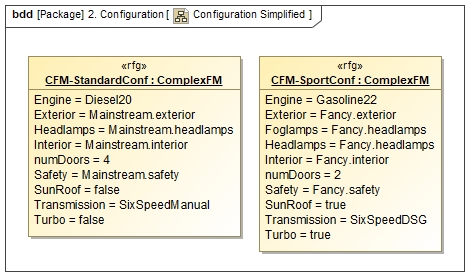 bdd [Package] 2. Configuration [ Configuration Simplified ]
«rfg»
CFM-StandardConf : ComplexFM
Engine = Diesel20
Exterior = Mainstream.exterior
Headlamps = Mainstream.headlamps
Interior = Mainstream.interior
numDoors = 4
Safety = Mainstream.safety
SunRoof = false
Transmission = SixSpeedManual
Turbo = false
«rfg»
CFM-SportConf : ComplexFM
Engine = Gasoline22
Exterior = Fancy.exterior
Foglamps = Fancy.headlamps
Headlamps = Fancy.headlamps
Interior = Fancy.interior
numDoors = 2
Safety = Fancy.safety
SunRoof = true
Transmission = SixSpeedDSG
Turbo = true